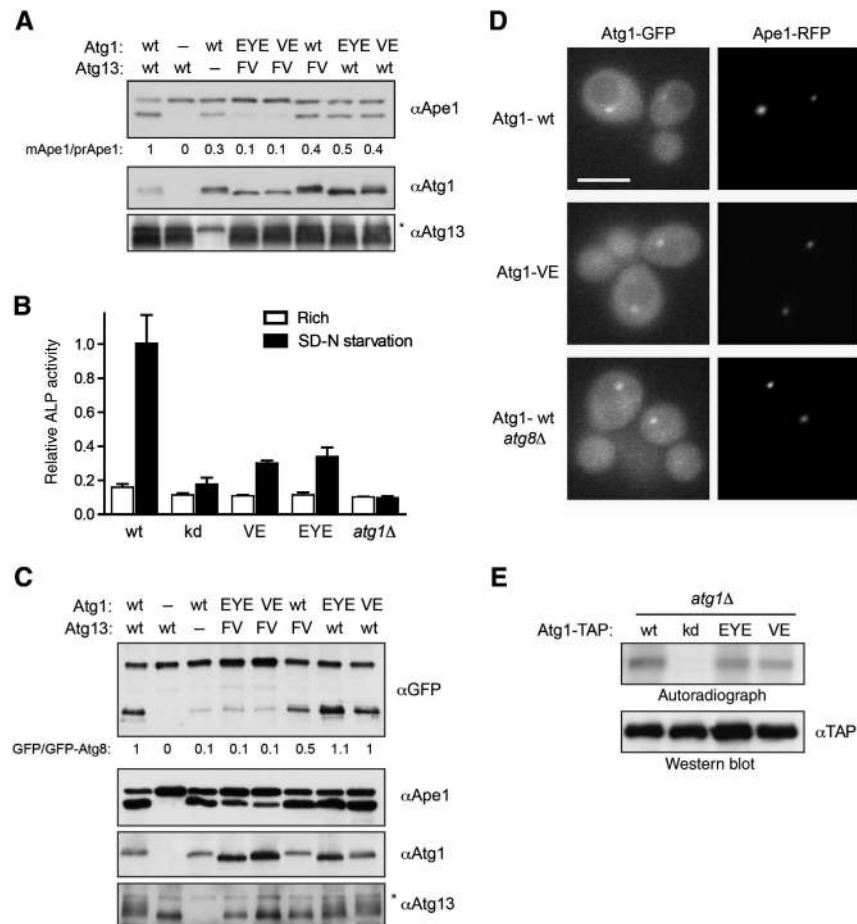 A
Atg1: wt – wt EYE VE wt EYE VE
Atg13: wt wt – FV FV FV wt wt
αApe1
mApe1/prApe1: 1 0 0.3 0.1 0.1 0.4 0.5 0.4
αAtg1
* αAtg13
B
Relative ALP activity
1.0
0.8
0.6
0.4
0.2
0.0
Rich
SD-N starvation
wt kd VE EYE atg1Δ
C
Atg1: wt – wt EYE VE wt EYE VE
Atg13: wt wt – FV FV FV wt wt
αGFP
GFP/GFP-Atg8: 1 0 0.1 0.1 0.1 0.5 1.1 1
αApe1
αAtg1
* αAtg13
D
Atg1-GFP Ape1-RFP
Atg1- wt
Atg1-VE
Atg1- wt
atg8Δ
E
atg1Δ
Atg1-TAP: wt kd EYE VE
Autoradiograph
αTAP
Western blot